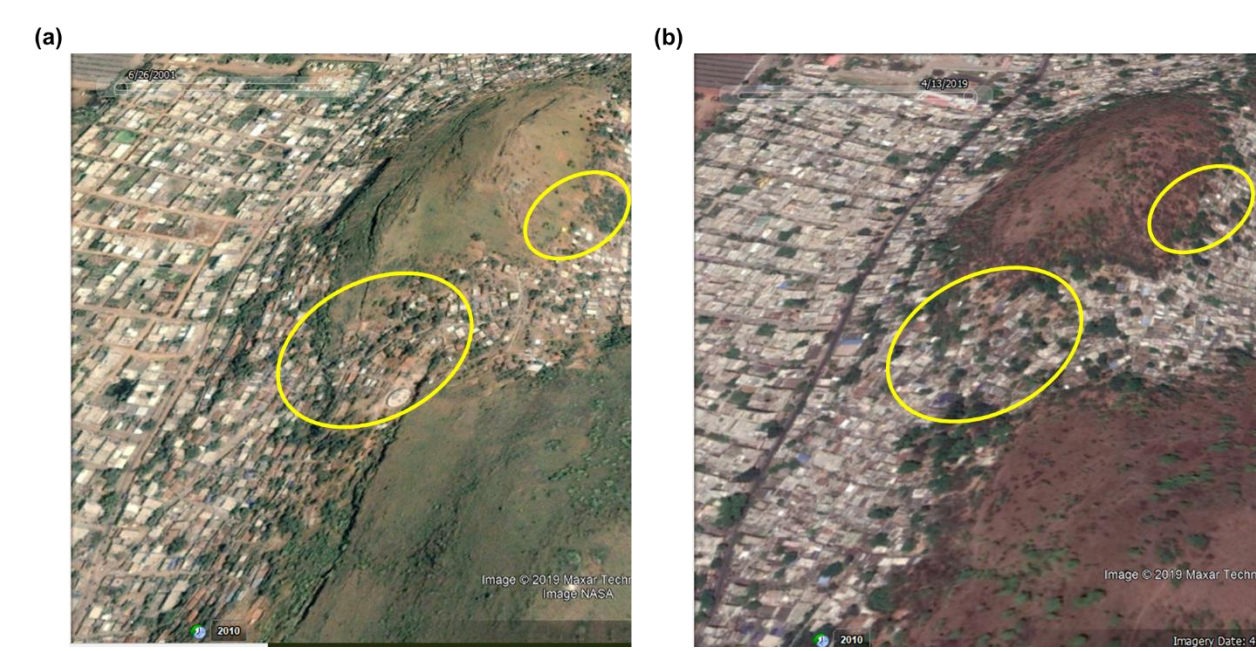 (a)
(b)
6/26/2001
4/13/2019
Image © 2019 Maxar Techn
Image NASA
Image © 2019 Maxar Techn
2010
2010
Imagery Date: 4